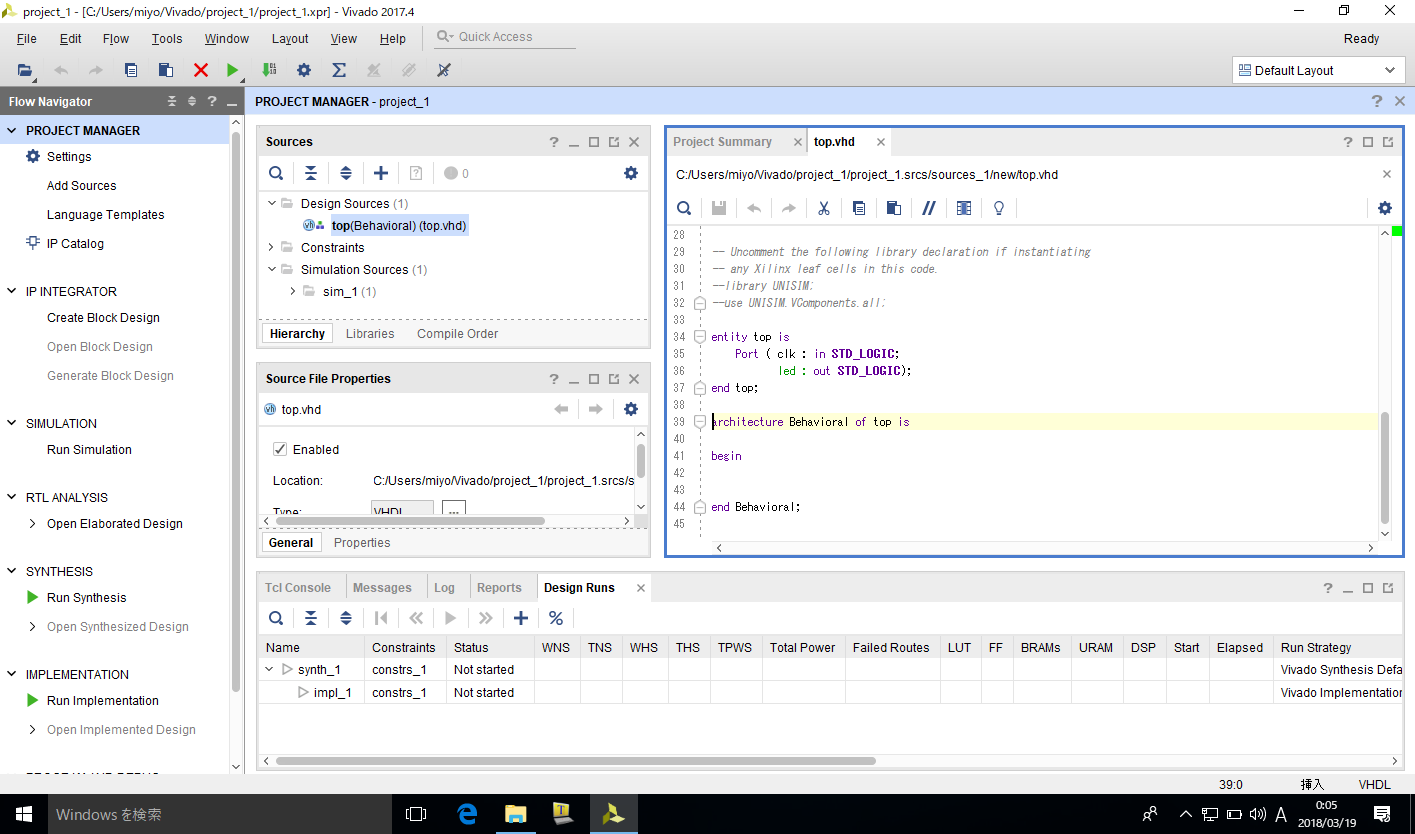 project_1 - [C:/Users/miyo/Vivado/project_1/project_1.xpr] - Vivado 2017.4
File Edit Flow Tools Window Layout View Help Quick Access Ready
Default Layout
Flow Navigator
PROJECT MANAGER - project_1
PROJECT MANAGER
Settings
Add Sources
Language Templates
IP Catalog
IP INTEGRATOR
Create Block Design
Open Block Design
Generate Block Design
SIMULATION
Run Simulation
RTL ANALYSIS
Open Elaborated Design
SYNTHESIS
Run Synthesis
Open Synthesized Design
IMPLEMENTATION
Run Implementation
Open Implemented Design
Sources
0
Design Sources (1)
top(Behavioral) (top.vhd)
Constraints
Simulation Sources (1)
sim_1 (1)
Hierarchy Libraries Compile Order
Source File Properties
top.vhd
Enabled
Location: C:/Users/miyo/Vivado/project_1/project_1.srcs/s
Type: VHDL ...
General Properties
Project Summary top.vhd
C:/Users/miyo/Vivado/project_1/project_1.srcs/sources_1/new/top.vhd
28
29 -- Uncomment the following library declaration if instantiating
30 -- any Xilinx leaf cells in this code.
31 --library UNISIM;
32 --use UNISIM.VComponents.all;
33
34 entity top is
35 Port ( clk : in STD_LOGIC;
36 led : out STD_LOGIC);
37 end top;
38
39 architecture Behavioral of top is
40
41 begin
42
43
44 end Behavioral;
45
Tcl Console Messages Log Reports Design Runs
Name Constraints Status WNS TNS WHS THS TPWS Total Power Failed Routes LUT FF BRAMs URAM DSP Start Elapsed Run Strategy
synth_1 constrs_1 Not started Vivado Synthesis Defa
impl_1 constrs_1 Not started Vivado Implementation
39:0 挿入 VHDL
Windows を検索
A
0:05
2018/03/19